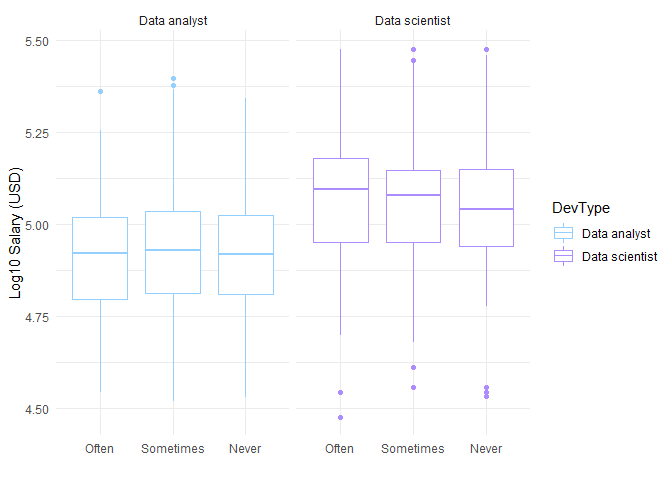 Data analyst Data scientist
Log10 Salary (USD)
5.50
5.25
5.00
4.75
4.50
Often Sometimes Never Often Sometimes Never
DevType
Data analyst
Data scientist